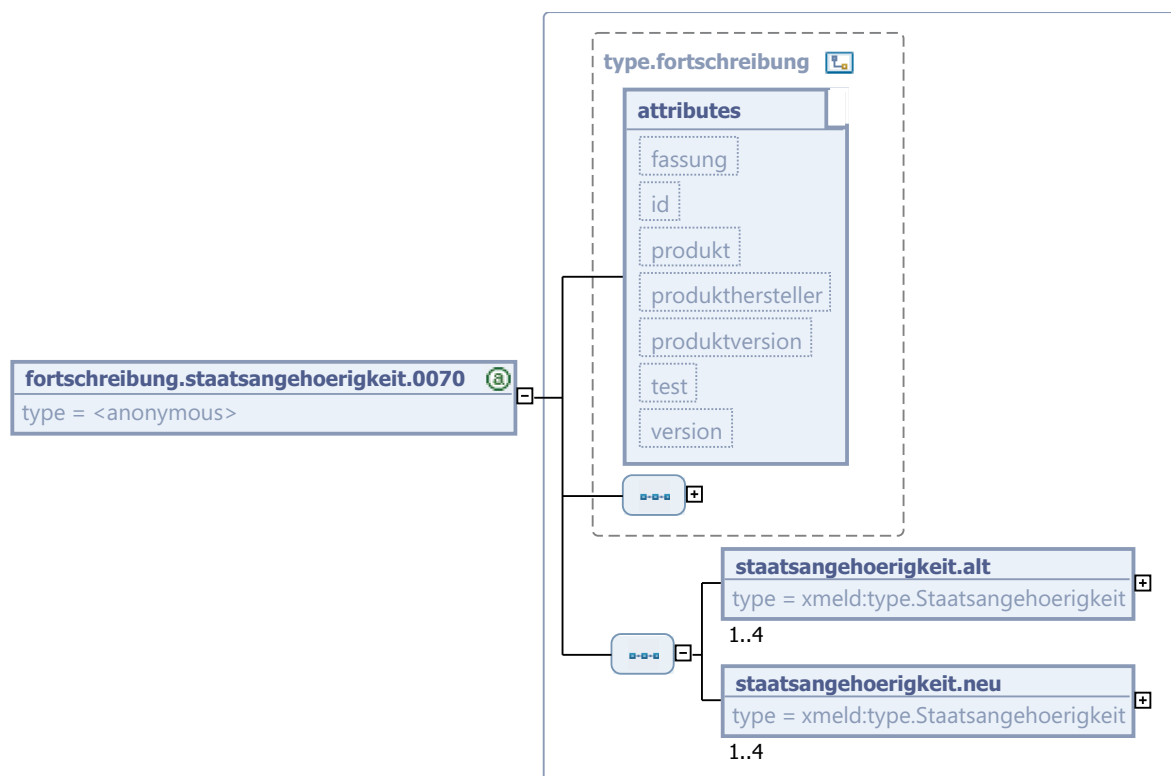 type.fortschreibung
attributes
fassung
id
produkt
produkthersteller
produktversion
test
version
fortschreibung.staatsangehoerigkeit.0070 a
type = <anonymous>
staatsangehoerigkeit.alt
type = xmeld:type.Staatsangehoerigkeit
1..4
staatsangehoerigkeit.neu
type = xmeld:type.Staatsangehoerigkeit
1..4